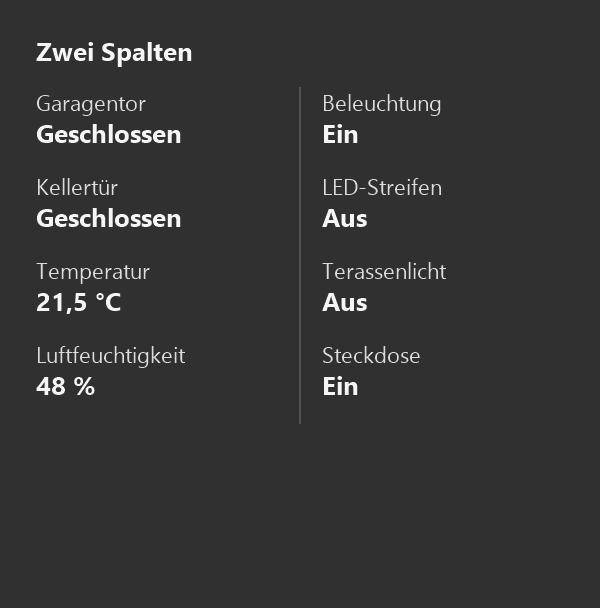 Zwei Spalten
Garagentor
Geschlossen
Kellertür
Geschlossen
Temperatur
21,5 °C
Luftfeuchtigkeit
48 %
Beleuchtung
Ein
LED-Streifen
Aus
Terassenlicht
Aus
Steckdose
Ein